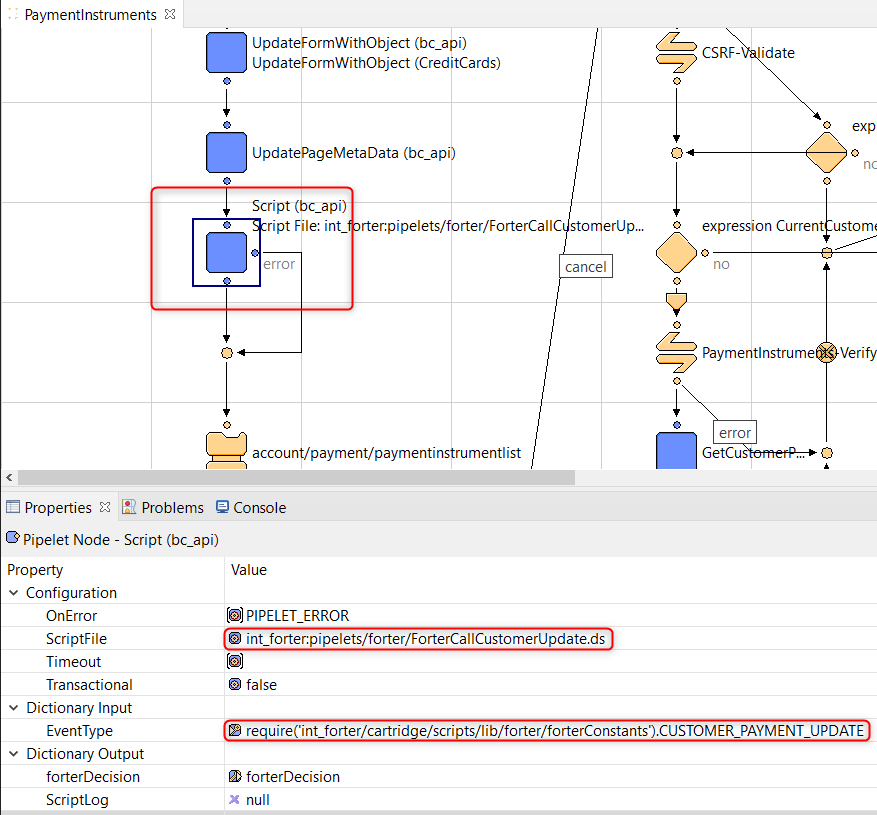 PaymentInstruments
UpdateFormWithObject (bc_api)
UpdateFormWithObject (CreditCards)
CSRF-Validate
exp
no
UpdatePageMetaData (bc_api)
Script (bc_api)
Script File: int_forter:pipelets/forter/ForterCallCustomerUp...
error
expression CurrentCustome
no
cancel
PaymentInstruments-Verify
error
account/payment/paymentinstrumentlist
GetCustomerP...
Properties
Problems
Console
Pipelet Node - Script (bc_api)
Property Value
Configuration
OnError PIPELET_ERROR
ScriptFile int_forter:pipelets/forter/ForterCallCustomerUpdate.ds
Timeout
Transactional false
Dictionary Input
EventType require('int_forter/cartridge/scripts/lib/forter/forterConstants').CUSTOMER_PAYMENT_UPDATE
Dictionary Output
forterDecision forterDecision
ScriptLog null